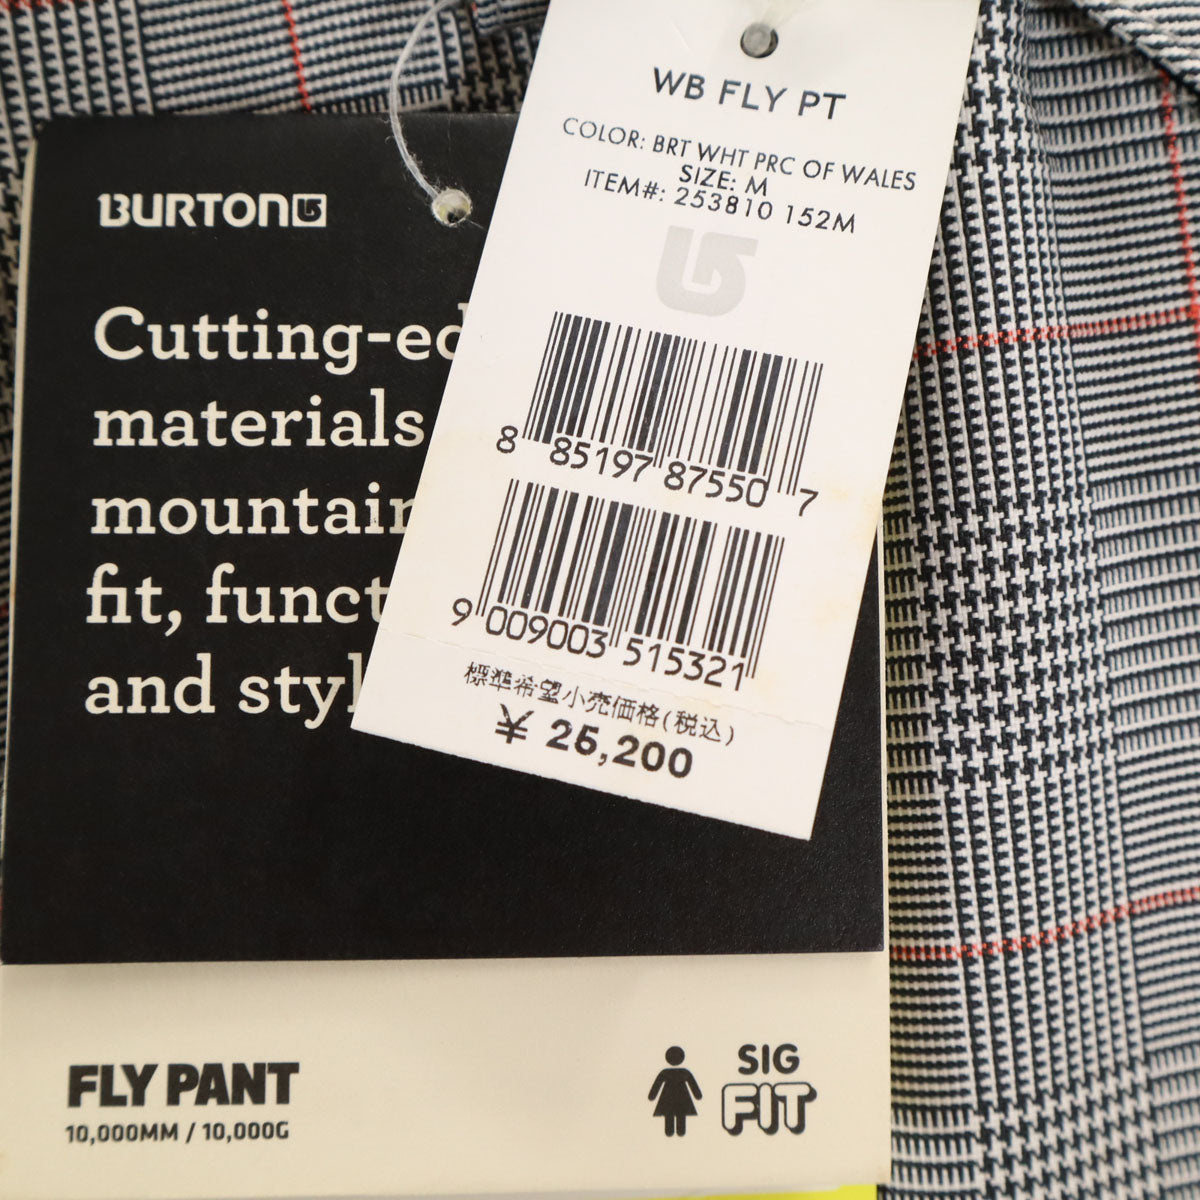 WB FLY PT
COLOR: BRT WHT PRC OF WALES
SIZE: M
ITEM#: 253810 152M
8 85197 87550 7
9 009003 515321
標準希望小売価格(税込)
¥ 25,200
BURTON
Cutting-ed
materials
mountain
fit, funct
and styl
FLY PANT
10,000MM / 10,000G
SIG
FIT